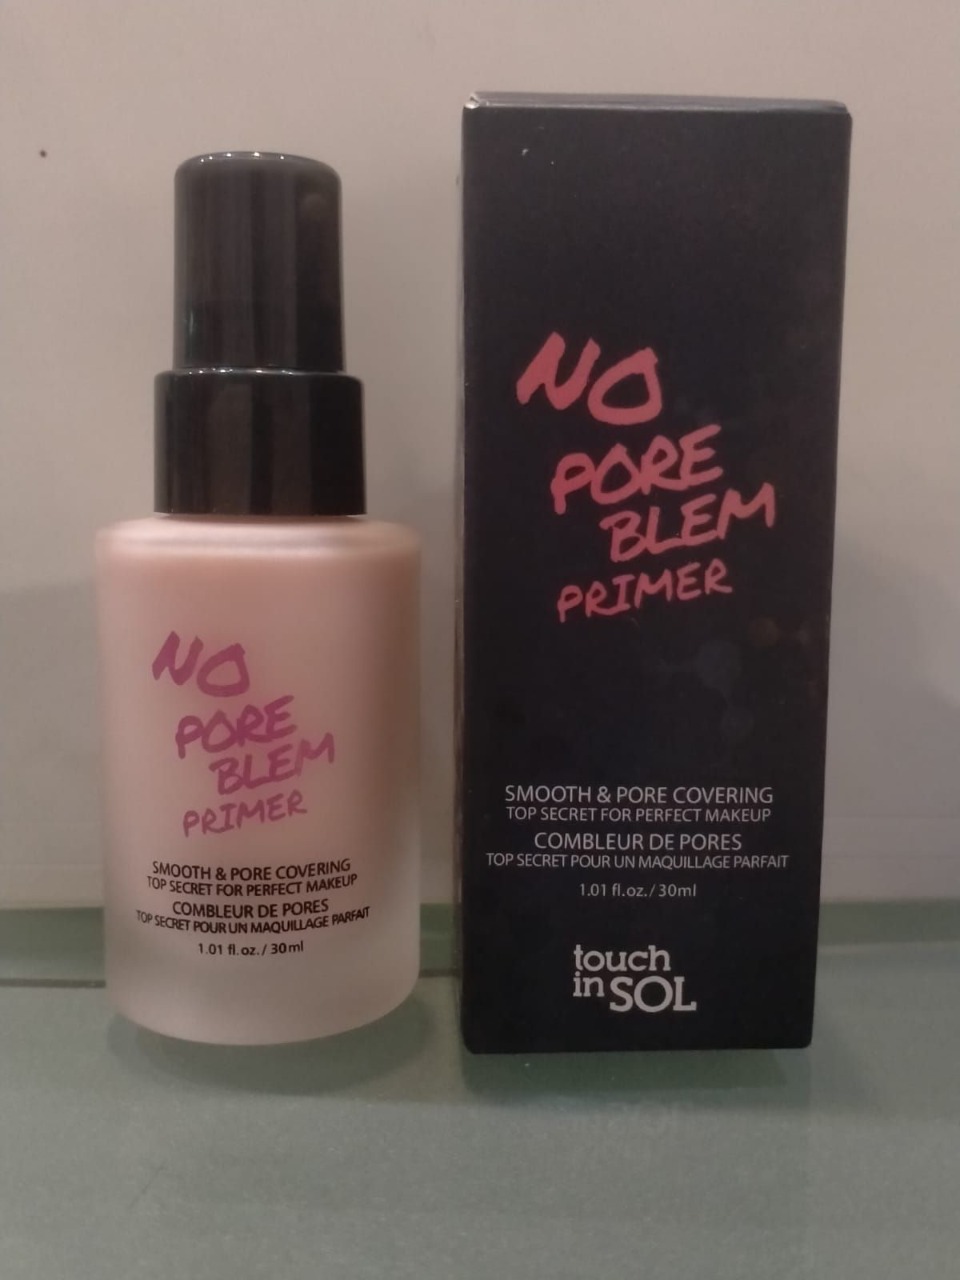 NO
PORE
BLEM
PRIMER
SMOOTH & PORE COVERING
TOP SECRET FOR PERFECT MAKEUP
COMBLEUR DE PORES
TOP SECRET POUR UN MAQUILLAGE PARFAIT
1.01 fl.oz./30ml
NO
PORE
BLEM
PRIMER
SMOOTH & PORE COVERING
TOP SECRET FOR PERFECT MAKEUP
COMBLEUR DE PORES
TOP SECRET POUR UN MAQUILLAGE PARFAIT
1.01 fl.oz./30ml
touch
in SOL